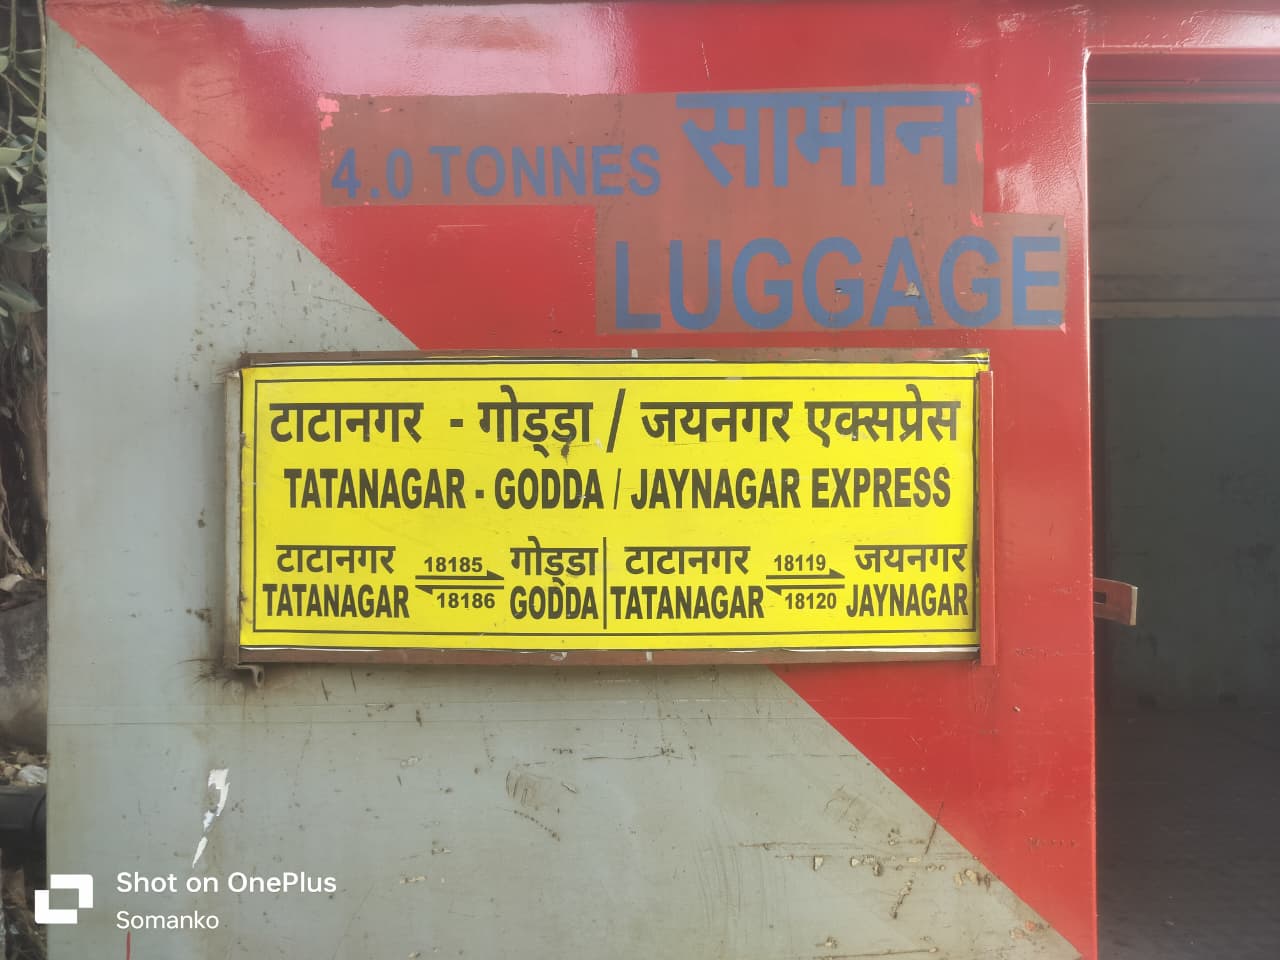 4.0 TONNES सामान
LUGGAGE
टाटानगर - गोड्डा / जयनगर एक्सप्रेस
TATANAGAR - GODDA / JAYNAGAR EXPRESS
टाटानगर 18185 गोड्डा | टाटानगर 18119 जयनगर
TATANAGAR 18186 GODDA | TATANAGAR 18120 JAYNAGAR
Shot on OnePlus
Somanko